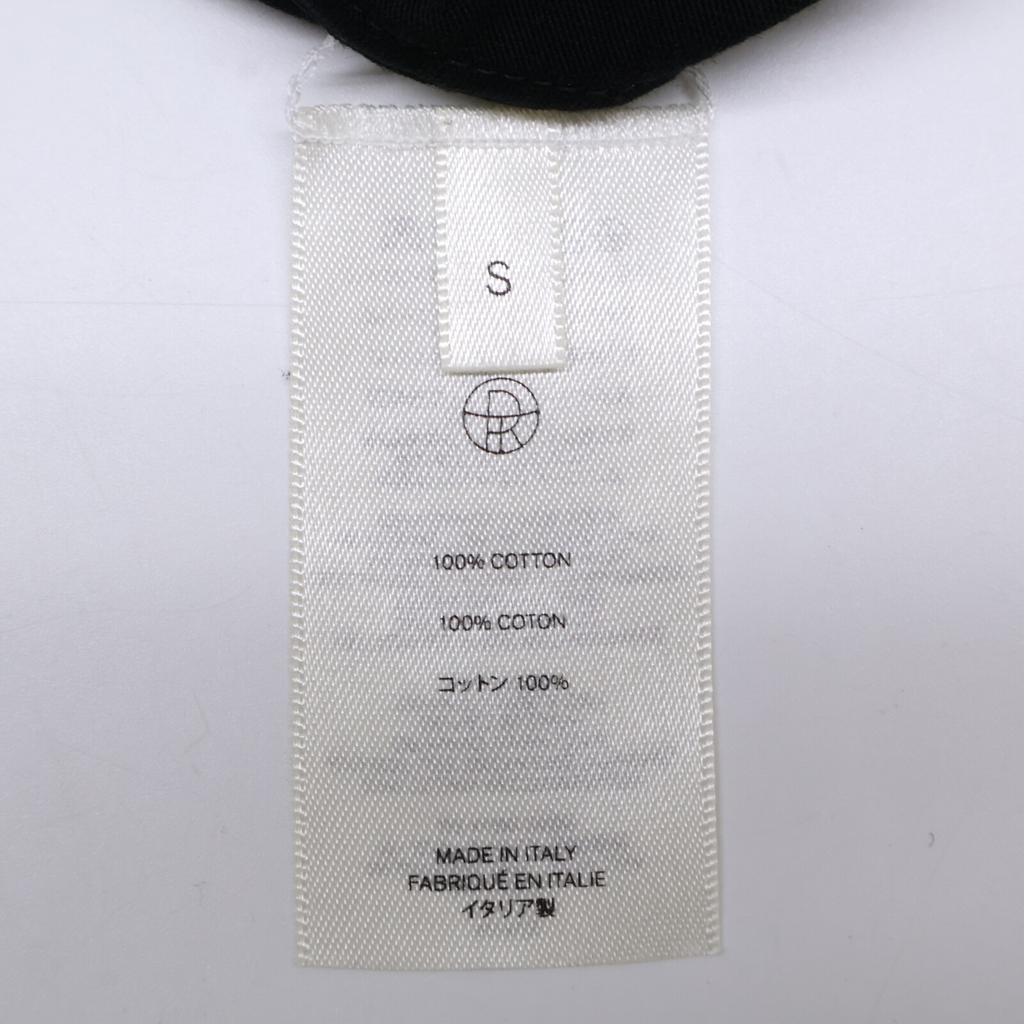 S
DR
100% COTTON
100% COTON
コットン 100%
MADE IN ITALY
FABRIQUÉ EN ITALIE
イタリア製